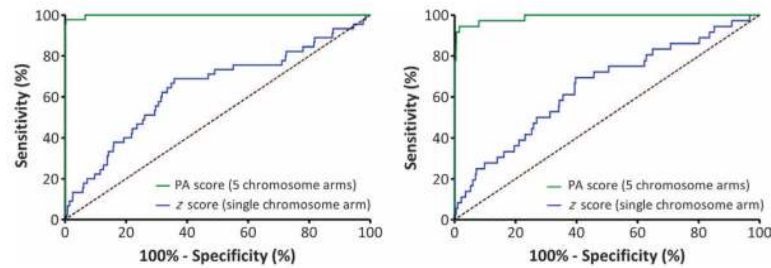 100
80
60
40
20
0
Sensitivity (%)
PA score (5 chromosome arms)
z score (single chromosome arm)
0 20 40 60 80 100
100% - Specificity (%)
100
80
60
40
20
0
Sensitivity (%)
PA score (5 chromosome arms)
z score (single chromosome arm)
0 20 40 60 80 100
100% - Specificity (%)